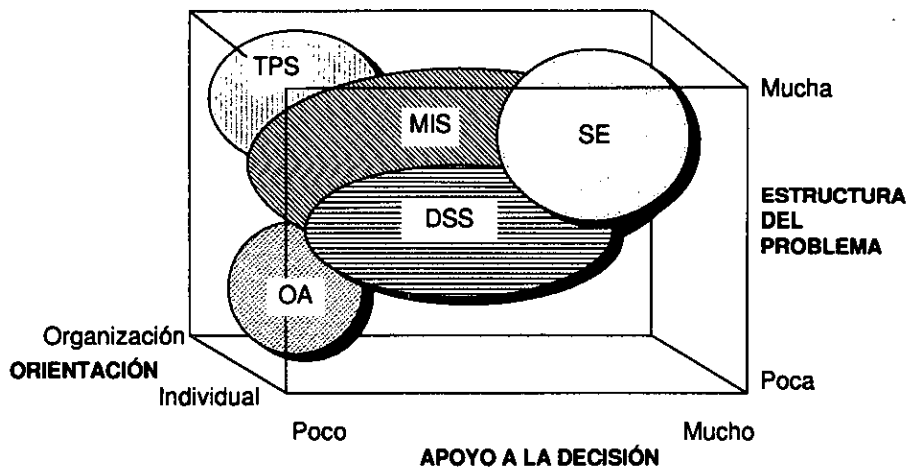 TPS
Mucha
MIS
SE
ESTRUCTURA
DEL
PROBLEMA
DSS
OA
Organización
ORIENTACIÓN
Individual
Poca
Poco
Mucho
APOYO A LA DECISIÓN